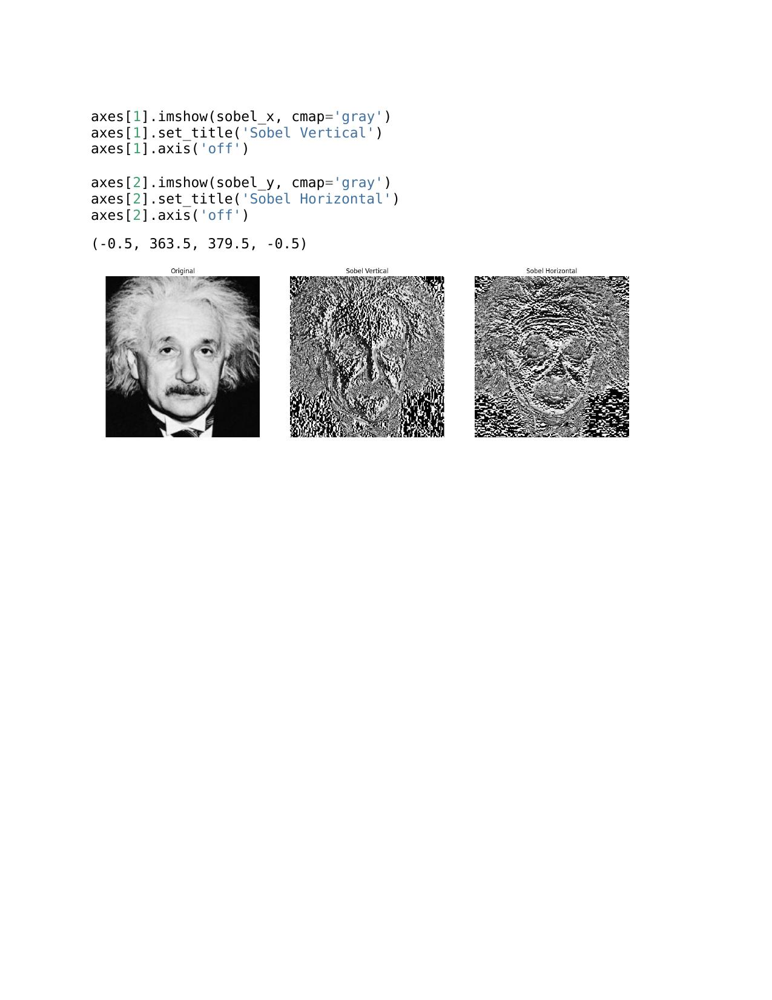 axes[1].imshow(sobel_x, cmap='gray')
axes[1].set_title('Sobel Vertical')
axes[1].axis('off')
axes[2].imshow(sobel_y, cmap='gray')
axes[2].set_title('Sobel Horizontal')
axes[2].axis('off')
(-0.5, 363.5, 379.5, -0.5)
Original Sobel Vertical Sobel Horizontal